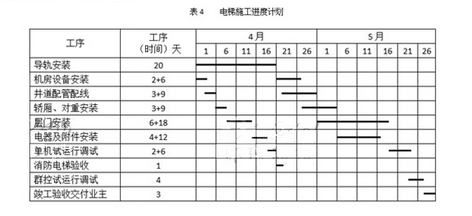 表 4 电梯施工进度计划
工序 工序（时间）天 4 月 5 月
1 6 11 16 21 26 1 6 11 16 21 26
导轨安装 20
机房设备安装 2+6
井道配管配线 3+9
轿厢、对重安装 3+9
层门安装 6+18
电器及附件安装 4+12
单机试运行调试 2+6
消防电梯验收 1
群控试运行调试 4
竣工验收交付业主 3